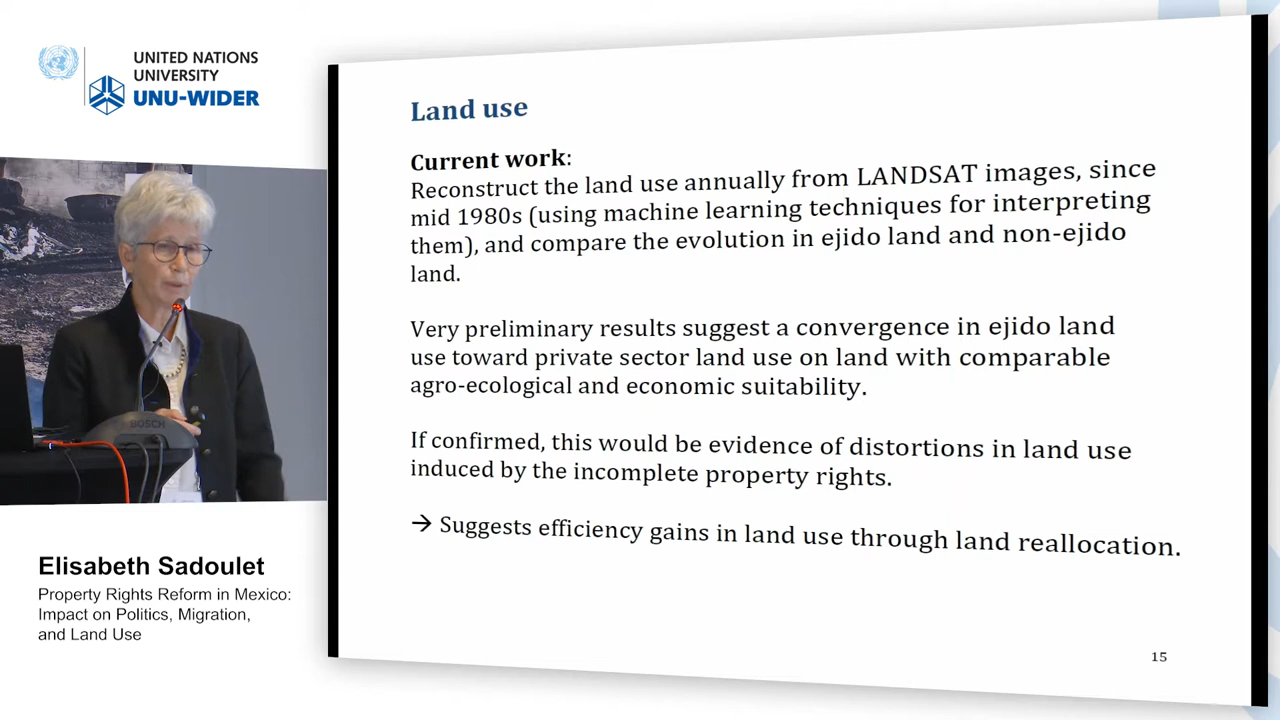 UNITED NATIONS
UNIVERSITY
UNU-WIDER
BOSCH
Elisabeth Sadoulet
Property Rights Reform in Mexico:
Impact on Politics, Migration,
and Land Use
Land use
Current work:
Reconstruct the land use annually from LANDSAT images, since
mid 1980s (using machine learning techniques for interpreting
them), and compare the evolution in ejido land and non-ejido
land.
Very preliminary results suggest a convergence in ejido land
use toward private sector land use on land with comparable
agro-ecological and economic suitability.
If confirmed, this would be evidence of distortions in land use
induced by the incomplete property rights.
→ Suggests efficiency gains in land use through land reallocation.
15